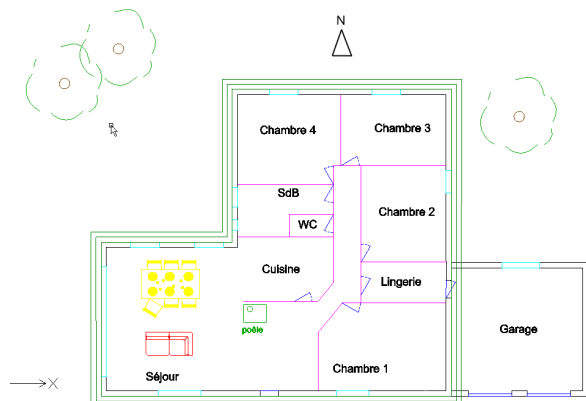 N
Chambre 4
Chambre 3
SdB
WC
Chambre 2
Cuisine
Lingerie
poêle
Garage
Séjour
Chambre 1
X